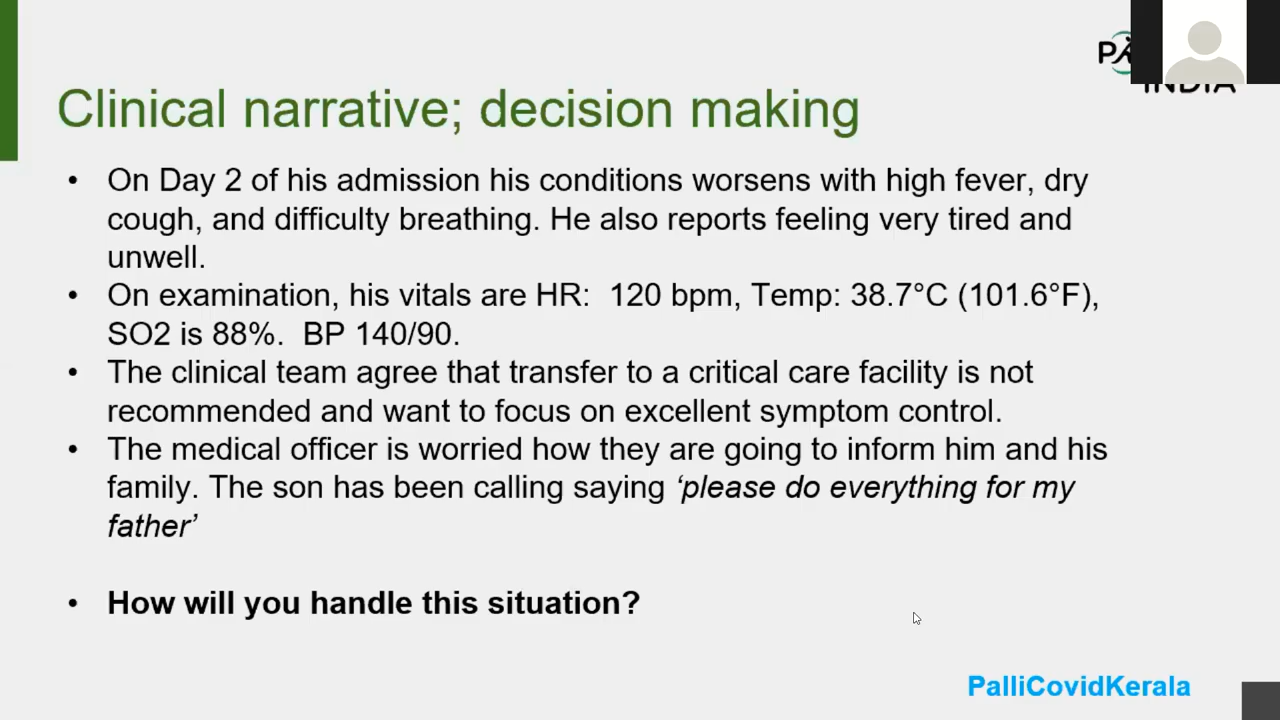 INDIA
Clinical narrative; decision making
• On Day 2 of his admission his conditions worsens with high fever, dry
cough, and difficulty breathing. He also reports feeling very tired and
unwell.
• On examination, his vitals are HR:  120 bpm, Temp: 38.7°C (101.6°F),
SO2 is 88%.  BP 140/90.
• The clinical team agree that transfer to a critical care facility is not
recommended and want to focus on excellent symptom control.
• The medical officer is worried how they are going to inform him and his
family. The son has been calling saying ‘please do everything for my
father’
• How will you handle this situation?
PalliCovidKerala